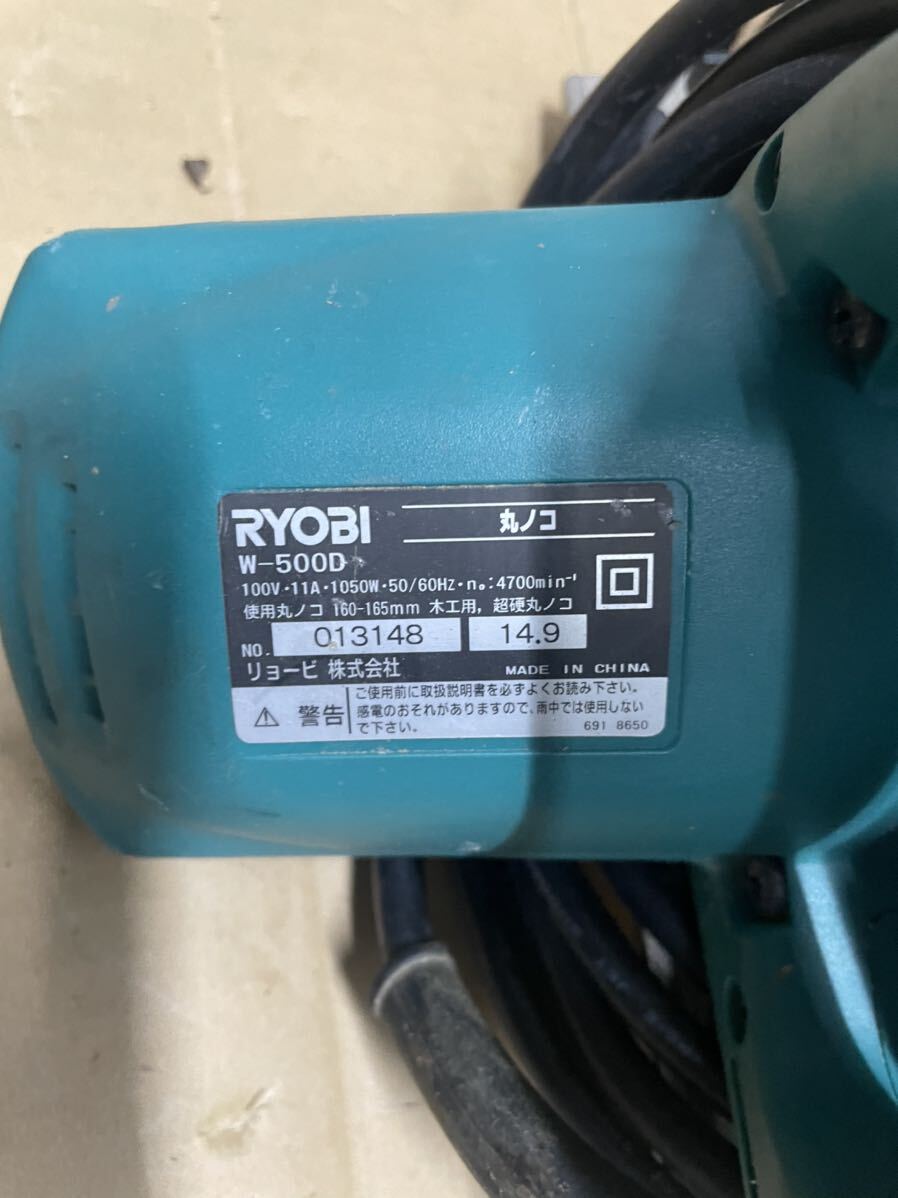 RYOBI 丸ノコ
W-500D
100V・11A・1050W・50/60Hz・n₀:4700min⁻¹
使用丸ノコ 160-165mm 木工用，超硬丸ノコ
NO. 013148 14.9
リョービ 株式会社 MADE IN CHINA
警告
ご使用前に取扱説明書を必ずよくお読み下さい。
感電のおそれがありますので、雨中では使用しない
で下さい。 691 8650